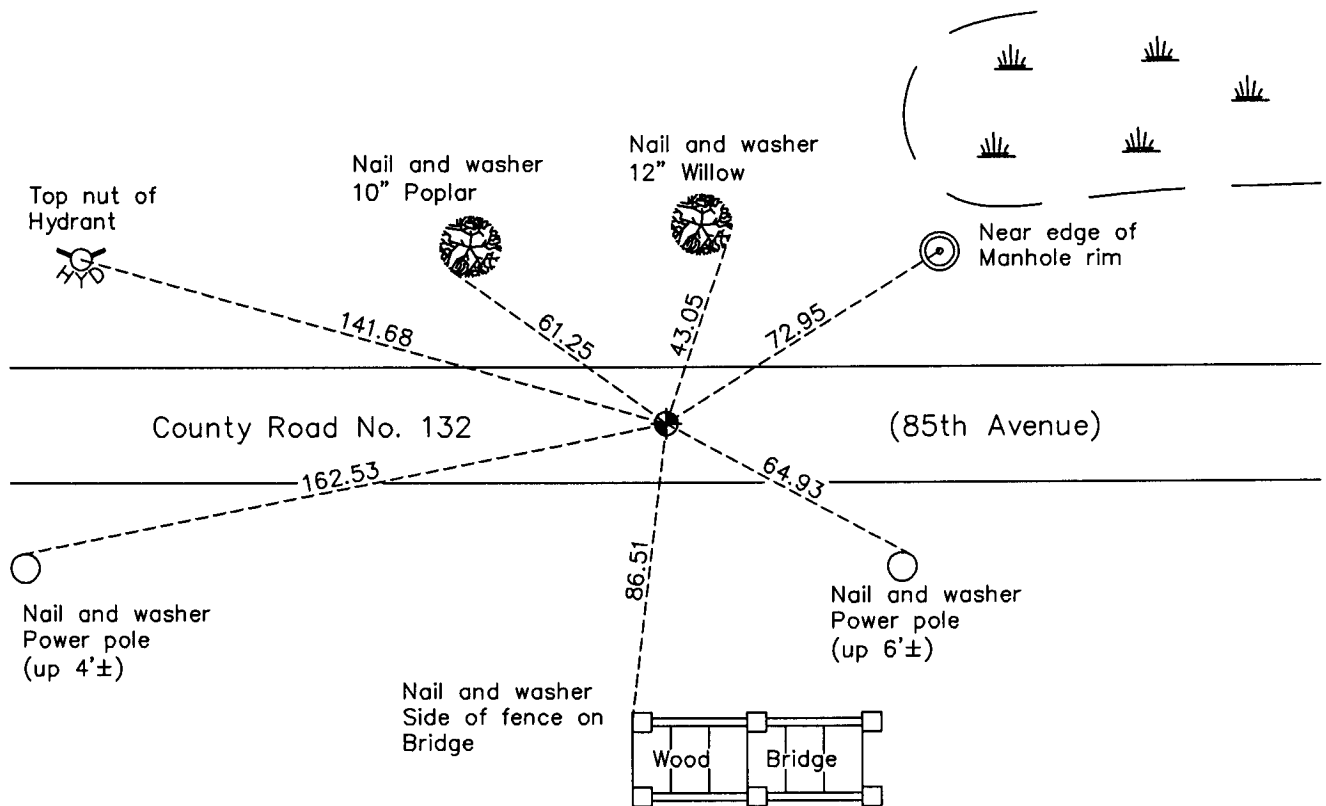 Nail and washer
12" Willow
Nail and washer
10" Poplar
Top nut of
Hydrant
HYD
Near edge of
Manhole rim
141.68
61.25
43.05
72.95
County Road No. 132
(85th Avenue)
162.53
64.93
86.51
Nail and washer
Power pole
(up 4'±)
Nail and washer
Power pole
(up 6'±)
Nail and washer
Side of fence on
Bridge
Wood
Bridge